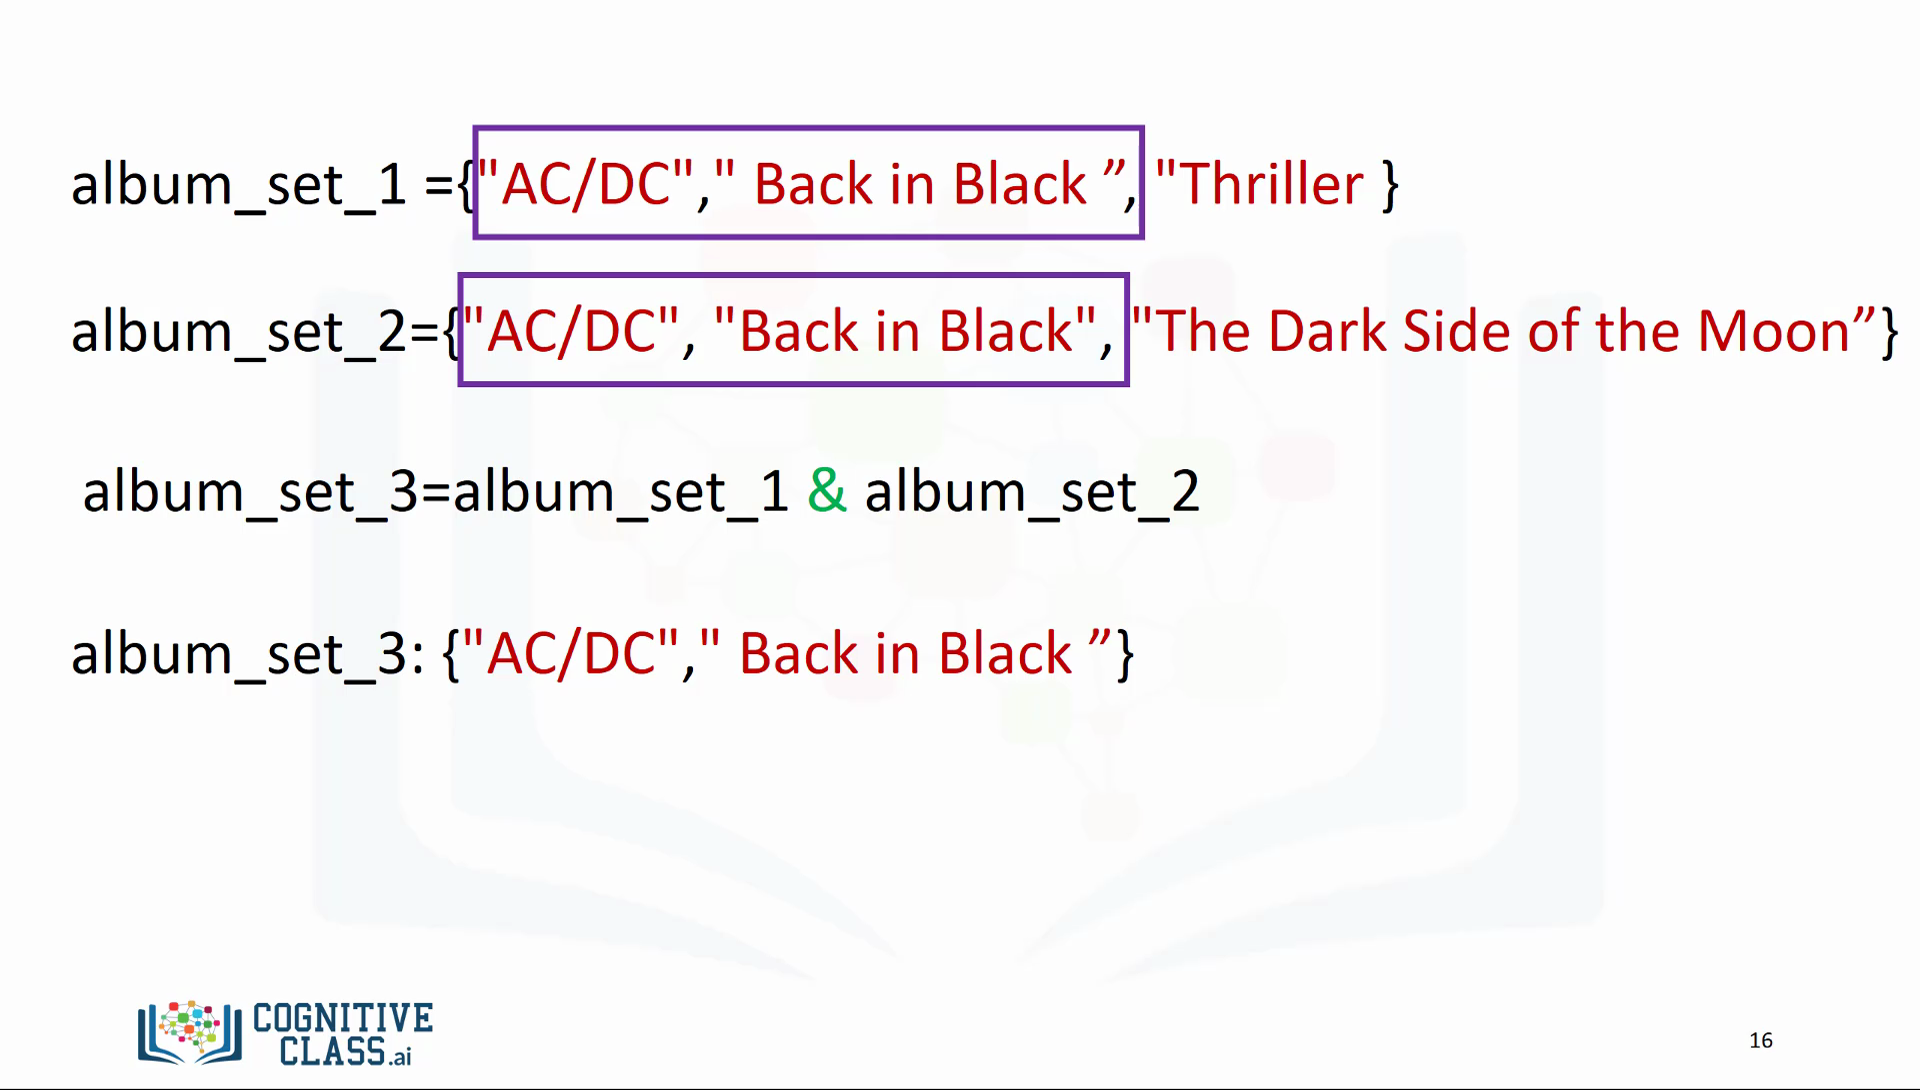 album_set_1 ={"AC/DC"," Back in Black ”, "Thriller }
album_set_2={"AC/DC", "Back in Black", "The Dark Side of the Moon”}
album_set_3=album_set_1 & album_set_2
album_set_3: {"AC/DC"," Back in Black ”}
COGNITIVE
CLASS.ai
16